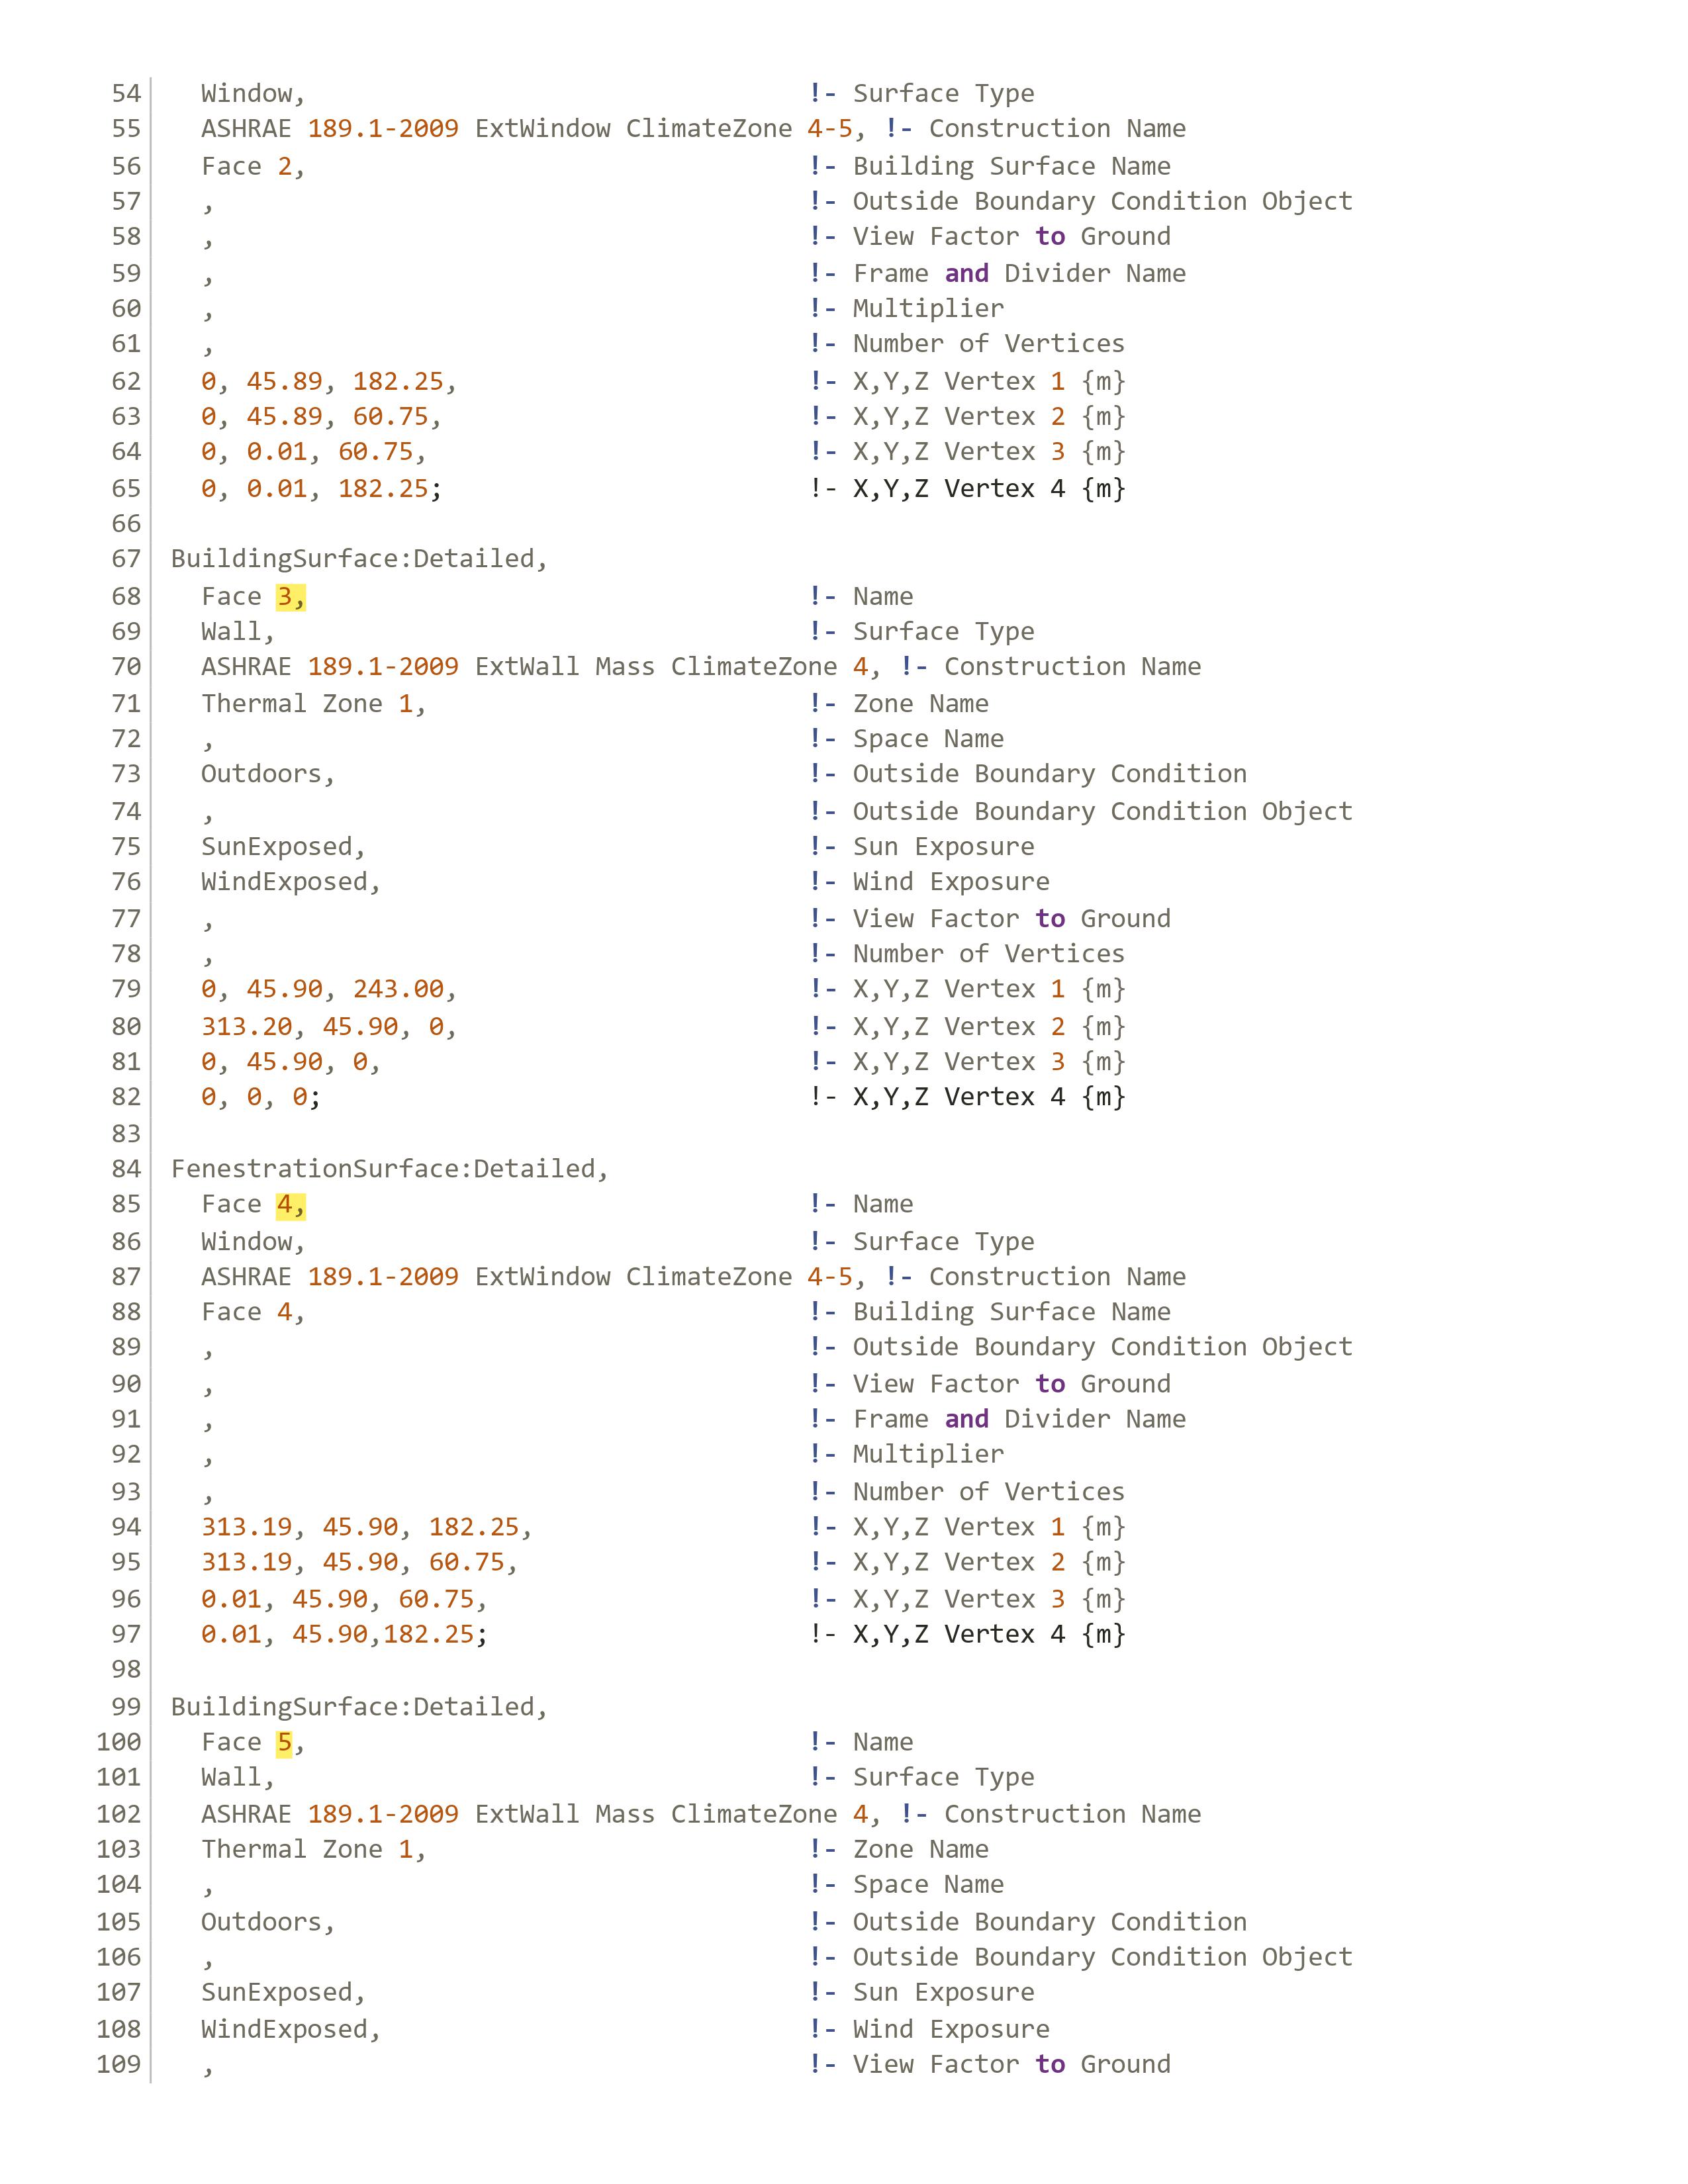 54 Window, !- Surface Type
55 ASHRAE 189.1-2009 ExtWindow ClimateZone 4-5, !- Construction Name
56 Face 2, !- Building Surface Name
57 , !- Outside Boundary Condition Object
58 , !- View Factor to Ground
59 , !- Frame and Divider Name
60 , !- Multiplier
61 , !- Number of Vertices
62 0, 45.89, 182.25, !- X,Y,Z Vertex 1 {m}
63 0, 45.89, 60.75, !- X,Y,Z Vertex 2 {m}
64 0, 0.01, 60.75, !- X,Y,Z Vertex 3 {m}
65 0, 0.01, 182.25; !- X,Y,Z Vertex 4 {m}
66
67 BuildingSurface:Detailed,
68 Face 3, !- Name
69 Wall, !- Surface Type
70 ASHRAE 189.1-2009 ExtWall Mass ClimateZone 4, !- Construction Name
71 Thermal Zone 1, !- Zone Name
72 , !- Space Name
73 Outdoors, !- Outside Boundary Condition
74 , !- Outside Boundary Condition Object
75 SunExposed, !- Sun Exposure
76 WindExposed, !- Wind Exposure
77 , !- View Factor to Ground
78 , !- Number of Vertices
79 0, 45.90, 243.00, !- X,Y,Z Vertex 1 {m}
80 313.20, 45.90, 0, !- X,Y,Z Vertex 2 {m}
81 0, 45.90, 0, !- X,Y,Z Vertex 3 {m}
82 0, 0, 0; !- X,Y,Z Vertex 4 {m}
83
84 FenestrationSurface:Detailed,
85 Face 4, !- Name
86 Window, !- Surface Type
87 ASHRAE 189.1-2009 ExtWindow ClimateZone 4-5, !- Construction Name
88 Face 4, !- Building Surface Name
89 , !- Outside Boundary Condition Object
90 , !- View Factor to Ground
91 , !- Frame and Divider Name
92 , !- Multiplier
93 , !- Number of Vertices
94 313.19, 45.90, 182.25, !- X,Y,Z Vertex 1 {m}
95 313.19, 45.90, 60.75, !- X,Y,Z Vertex 2 {m}
96 0.01, 45.90, 60.75, !- X,Y,Z Vertex 3 {m}
97 0.01, 45.90,182.25; !- X,Y,Z Vertex 4 {m}
98
99 BuildingSurface:Detailed,
100 Face 5, !- Name
101 Wall, !- Surface Type
102 ASHRAE 189.1-2009 ExtWall Mass ClimateZone 4, !- Construction Name
103 Thermal Zone 1, !- Zone Name
104 , !- Space Name
105 Outdoors, !- Outside Boundary Condition
106 , !- Outside Boundary Condition Object
107 SunExposed, !- Sun Exposure
108 WindExposed, !- Wind Exposure
109 , !- View Factor to Ground